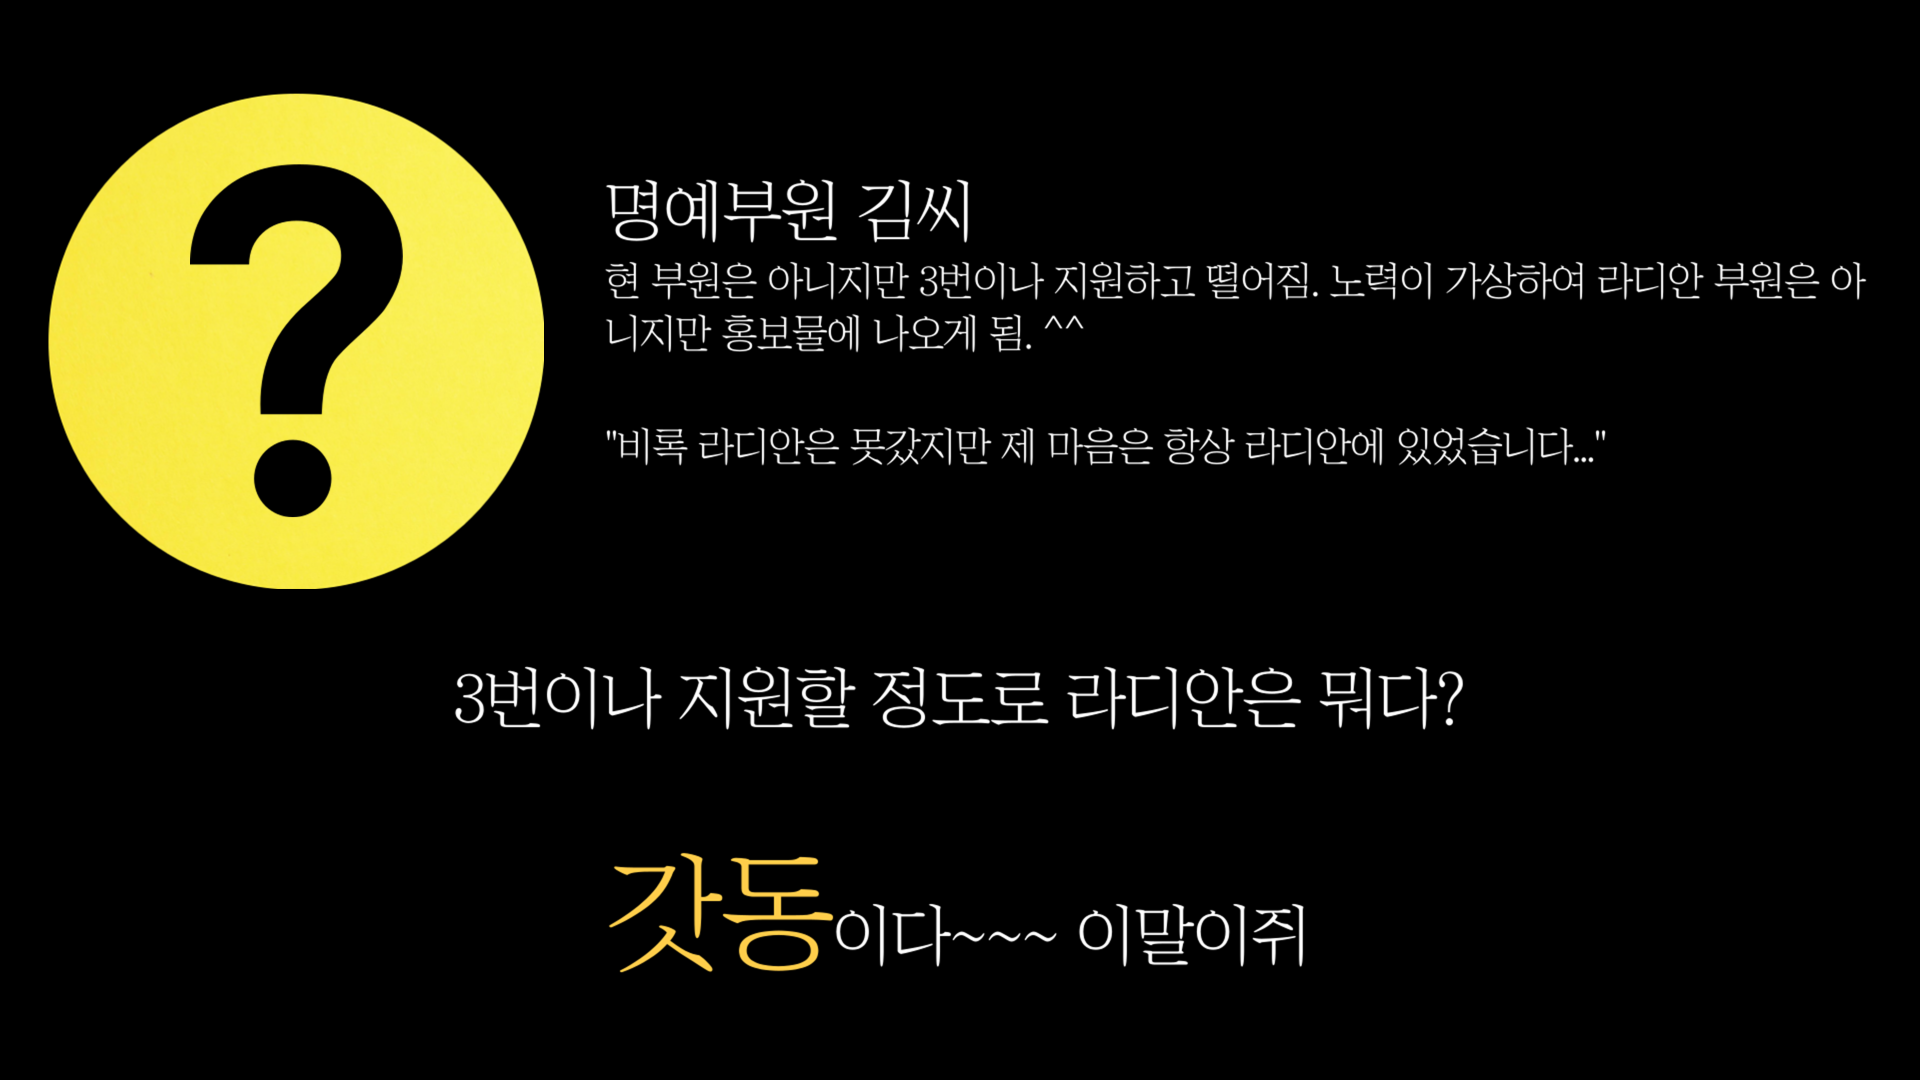 ?
명예부원 김씨
현 부원은 아니지만 3번이나 지원하고 떨어짐. 노력이 가상하여 라디안 부원은 아
니지만 홍보물에 나오게 됨. ^^
"비록 라디안은 못갔지만 제 마음은 항상 라디안에 있었습니다..."
3번이나 지원할 정도로 라디안은 뭐다?
갓동이다~~~ 이말이쥐